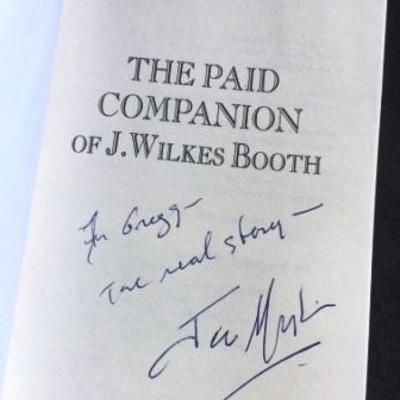 THE PAID
COMPANION
OF J. WILKES BOOTH
For Gregg-
The real story-